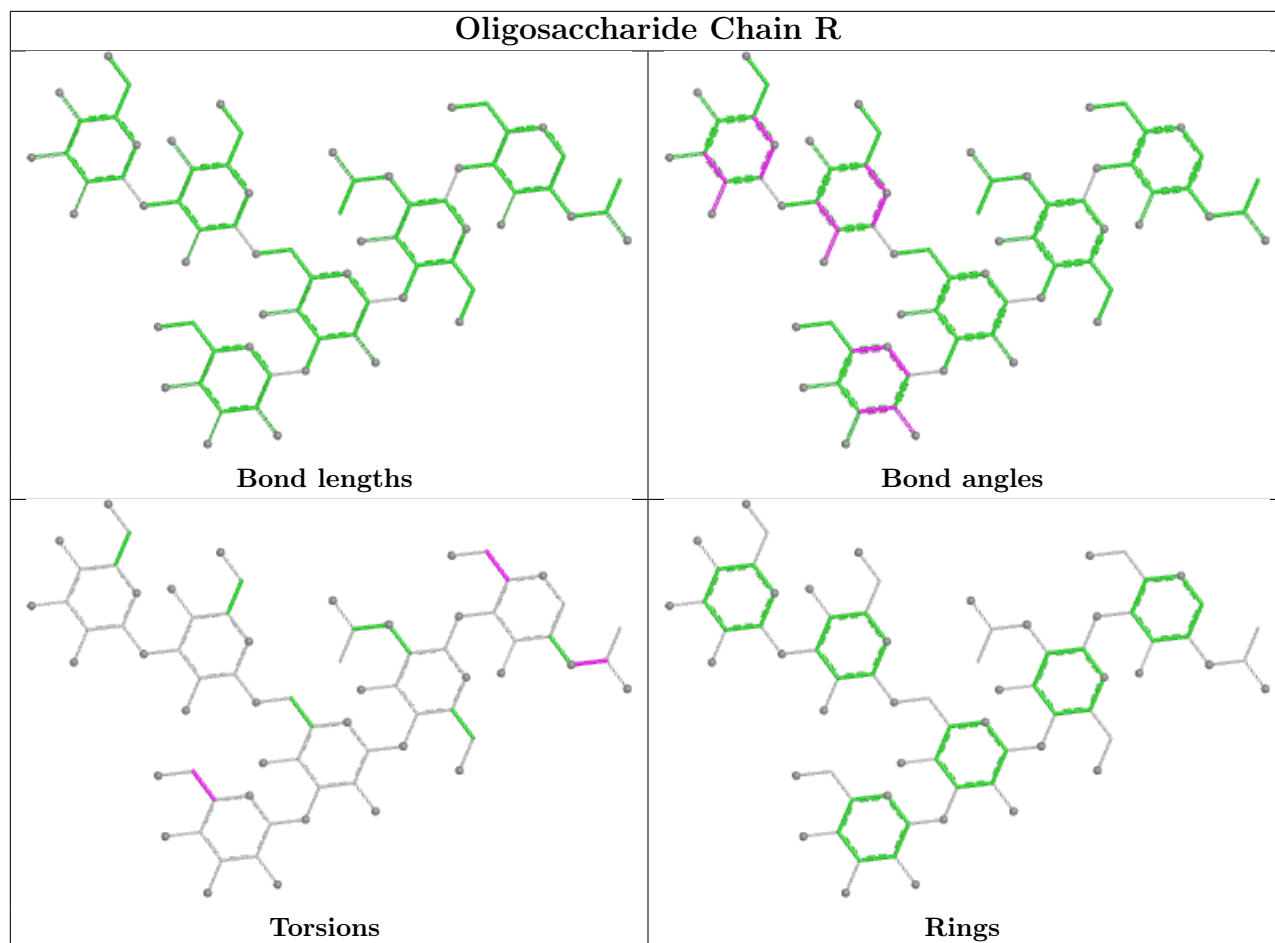 Oligosaccharide Chain R
Bond lengths
Bond angles
Torsions
Rings